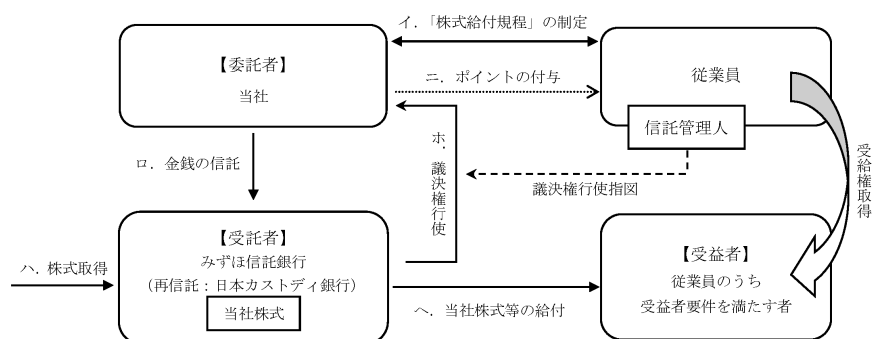 イ．「株式給付規程」の制定
【委託者】
当社
ニ．ポイントの付与
従業員
信託管理人
ロ．金銭の信託
ホ．議決権行使
議決権行使指図
受給権取得
【受託者】
みずほ信託銀行
（再信託：日本カストディ銀行）
当社株式
ハ．株式取得
ヘ．当社株式等の給付
【受益者】
従業員のうち
受益者要件を満たす者